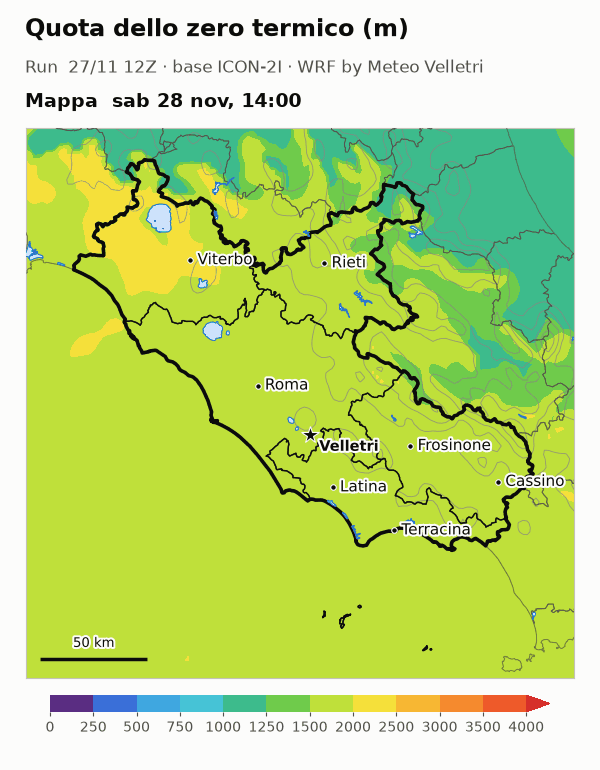 Quota dello zero termico (m)
Run 27/11 12Z · base ICON-2I · WRF by Meteo Velletri
Mappa sab 28 nov, 14:00
Viterbo
Rieti
Roma
Velletri
Frosinone
Cassino
Latina
Terracina
50 km
0 250 500 750 1000 1250 1500 2000 2500 3000 3500 4000